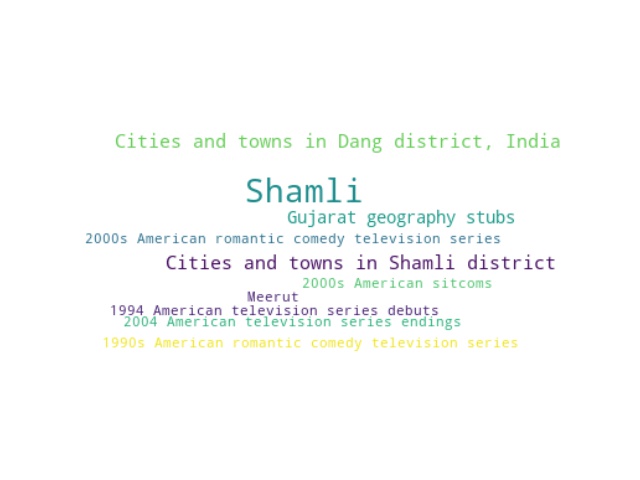 Cities and towns in Dang district, India
Shamli
Gujarat geography stubs
2000s American romantic comedy television series
Cities and towns in Shamli district
2000s American sitcoms
Meerut
1994 American television series debuts
2004 American television series endings
1990s American romantic comedy television series